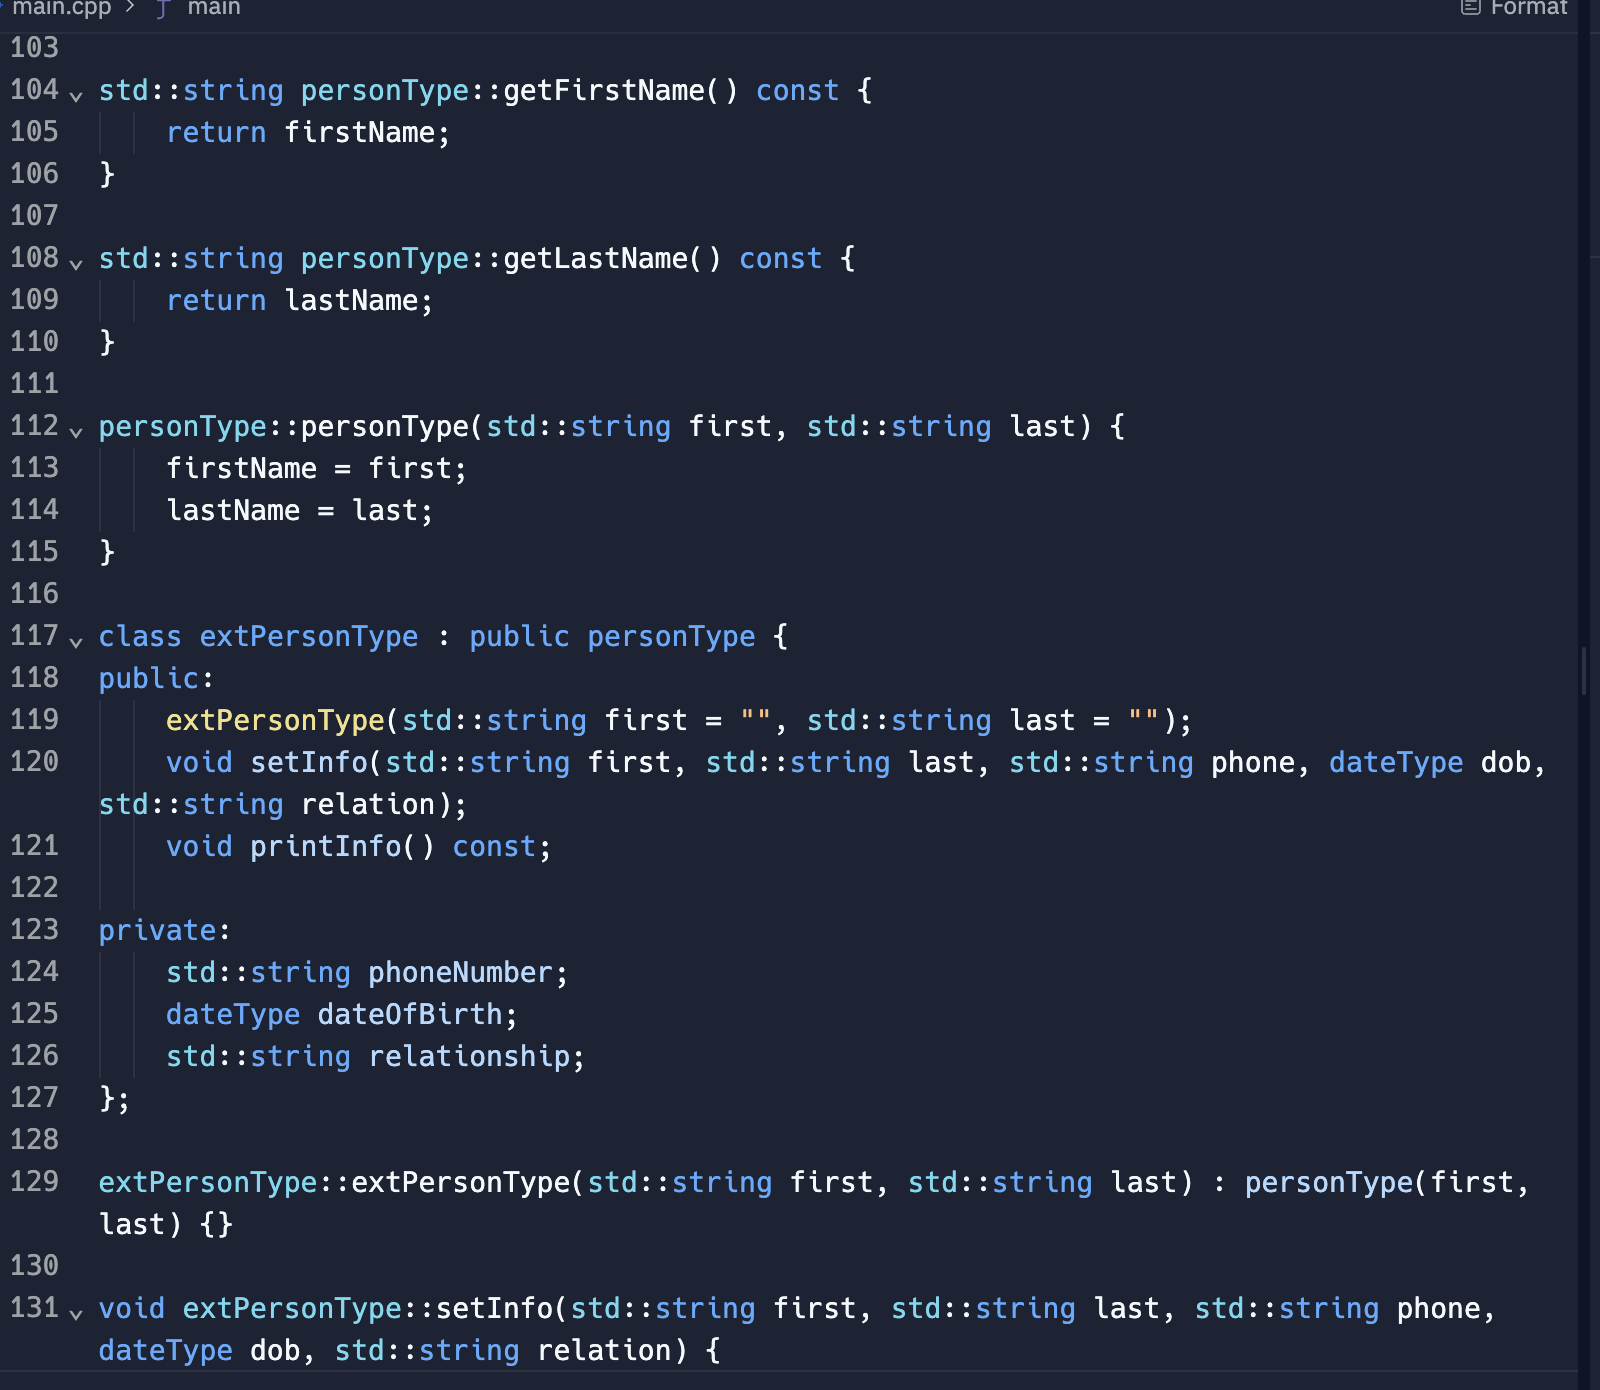 main.cpp > main Format
103
104 std::string personType::getFirstName() const {
105 return firstName;
106 }
107
108 std::string personType::getLastName() const {
109 return lastName;
110 }
111
112 personType::personType(std::string first, std::string last) {
113 firstName = first;
114 lastName = last;
115 }
116
117 class extPersonType : public personType {
118 public:
119 extPersonType(std::string first = "", std::string last = "");
120 void setInfo(std::string first, std::string last, std::string phone, dateType dob,
std::string relation);
121 void printInfo() const;
122
123 private:
124 std::string phoneNumber;
125 dateType dateOfBirth;
126 std::string relationship;
127 };
128
129 extPersonType::extPersonType(std::string first, std::string last) : personType(first,
last) {}
130
131 void extPersonType::setInfo(std::string first, std::string last, std::string phone,
dateType dob, std::string relation) {